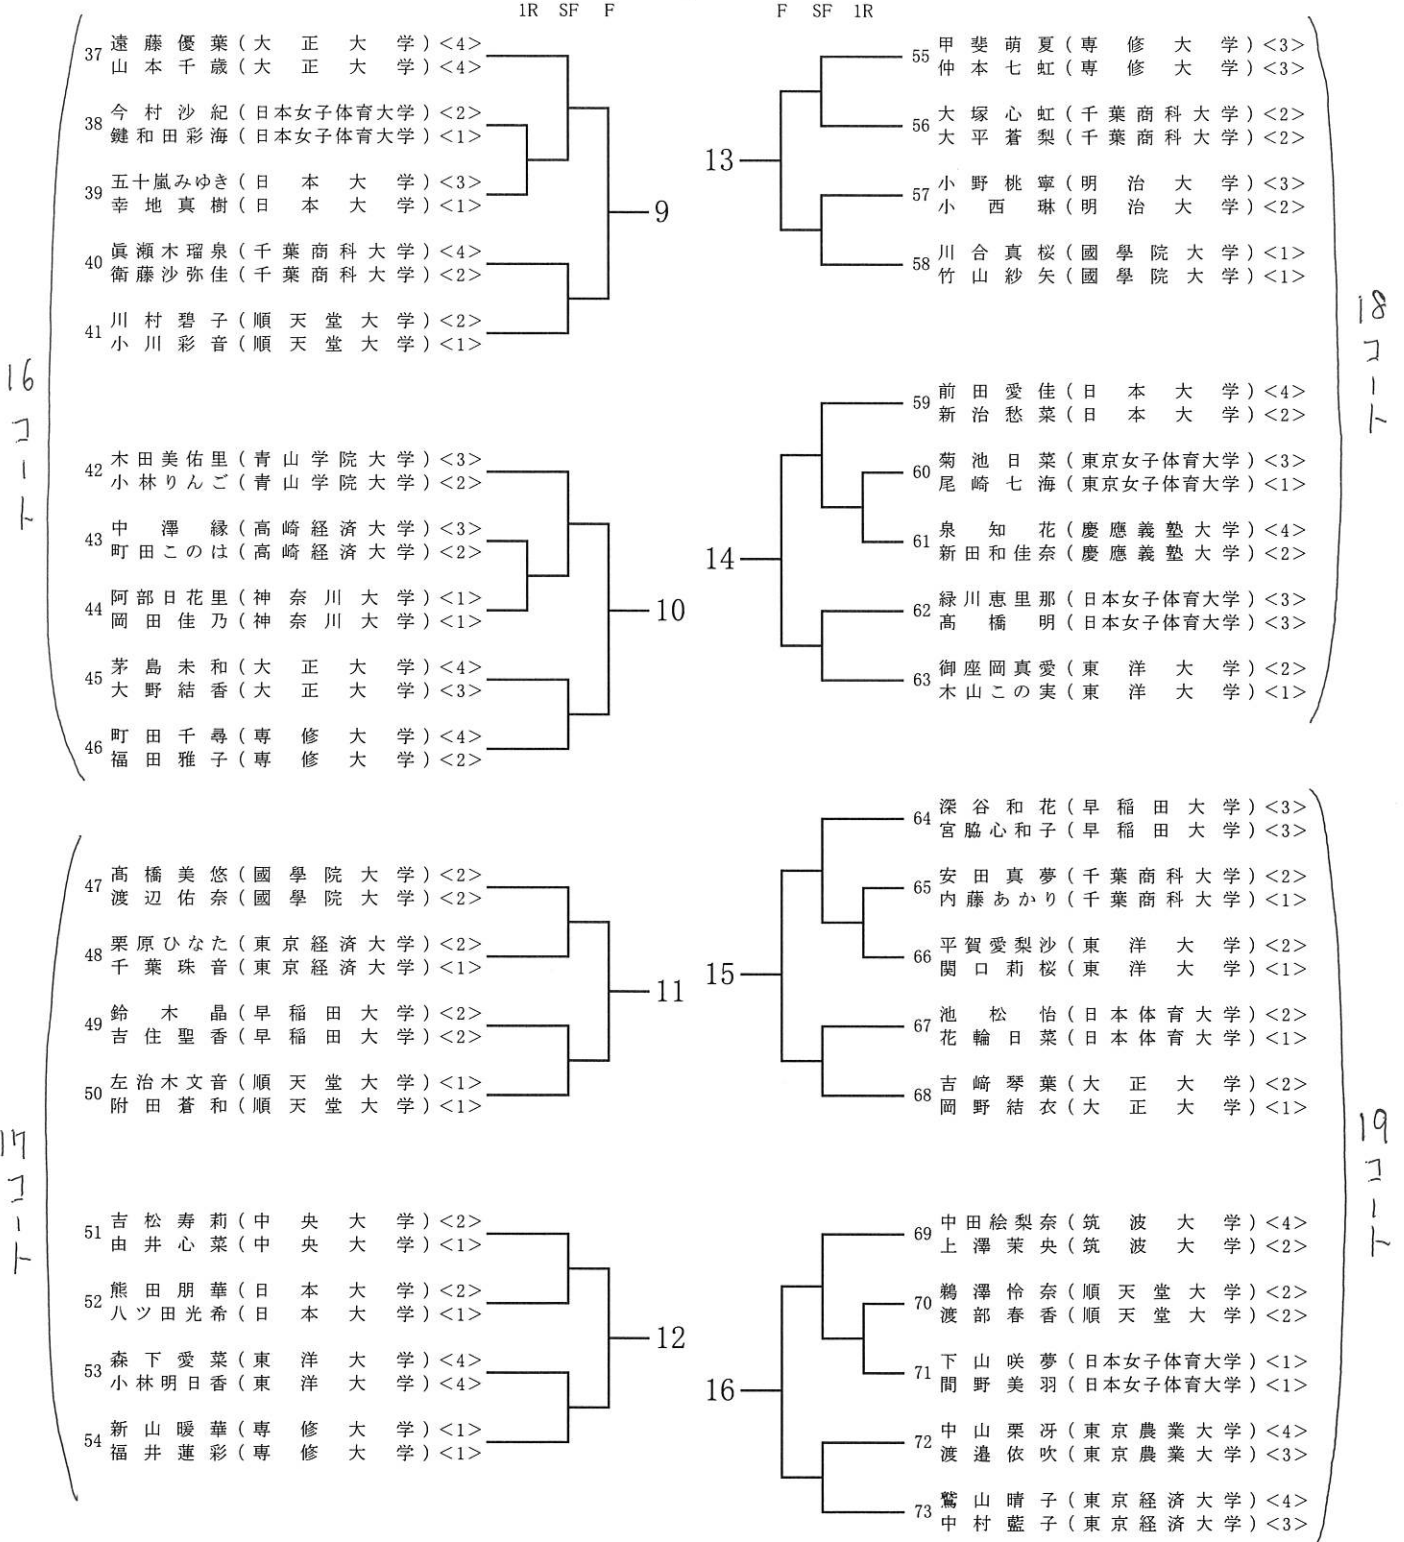 1R SF F
37 遠藤優葉(大正大学)<4>
山本千歳(大正大学)<4>
38 今村沙紀(日本女子体育大学)<2>
鍵和田彩海(日本女子体育大学)<1>
39 五十嵐みゆき(日本大学)<3>
幸地真樹(日本大学)<1>
9
40 眞瀬木瑠泉(千葉商科大学)<4>
衛藤沙弥佳(千葉商科大学)<2>
41 川村碧子(順天堂大学)<2>
小川彩音(順天堂大学)<1>
16コート
42 木田美佑里(青山学院大学)<3>
小林りんご(青山学院大学)<2>
43 中澤縁(高崎経済大学)<3>
町田このは(高崎経済大学)<2>
44 阿部日花里(神奈川大学)<1>
岡田佳乃(神奈川大学)<1>
10
45 茅島未和(大正大学)<4>
大野結香(大正大学)<3>
46 町田千尋(専修大学)<4>
福田雅子(専修大学)<2>
47 髙橋美悠(國學院大学)<2>
渡辺佑奈(國學院大学)<2>
48 栗原ひなた(東京経済大学)<2>
千葉珠音(東京経済大学)<1>
11
49 鈴木晶(早稲田大学)<2>
吉住聖香(早稲田大学)<2>
50 左治木文音(順天堂大学)<1>
附田蒼和(順天堂大学)<1>
17コート
51 吉松寿莉(中央大学)<2>
由井心菜(中央大学)<1>
52 熊田朋華(日本大学)<2>
八ツ田光希(日本大学)<1>
12
53 森下愛菜(東洋大学)<4>
小林明日香(東洋大学)<4>
54 新山暖華(専修大学)<1>
福井蓮彩(専修大学)<1>
F SF 1R
55 甲斐萌夏(専修大学)<3>
仲本七虹(専修大学)<3>
56 大塚心虹(千葉商科大学)<2>
大平蒼梨(千葉商科大学)<2>
13
57 小野桃寧(明治大学)<3>
小西琳(明治大学)<2>
58 川合真桜(國學院大学)<1>
竹山紗矢(國學院大学)<1>
18コート
59 前田愛佳(日本大学)<4>
新治愁菜(日本大学)<2>
60 菊池日菜(東京女子体育大学)<3>
尾崎七海(東京女子体育大学)<1>
61 泉知花(慶應義塾大学)<4>
新田和佳奈(慶應義塾大学)<2>
14
62 緑川恵里那(日本女子体育大学)<3>
髙橋明(日本女子体育大学)<3>
63 御座岡真愛(東洋大学)<2>
木山この実(東洋大学)<1>
64 深谷和花(早稲田大学)<3>
宮脇心和子(早稲田大学)<3>
65 安田真夢(千葉商科大学)<2>
内藤あかり(千葉商科大学)<1>
66 平賀愛梨沙(東洋大学)<2>
関口莉桜(東洋大学)<1>
15
67 池松怡(日本体育大学)<2>
花輪日菜(日本体育大学)<1>
68 吉﨑琴葉(大正大学)<2>
岡野結衣(大正大学)<1>
19コート
69 中田絵梨奈(筑波大学)<4>
上澤茉央(筑波大学)<2>
70 鵜澤怜奈(順天堂大学)<2>
渡部春香(順天堂大学)<2>
71 下山咲夢(日本女子体育大学)<1>
間野美羽(日本女子体育大学)<1>
16
72 中山栗冴(東京農業大学)<4>
渡邉依吹(東京農業大学)<3>
73 鷲山晴子(東京経済大学)<4>
中村藍子(東京経済大学)<3>